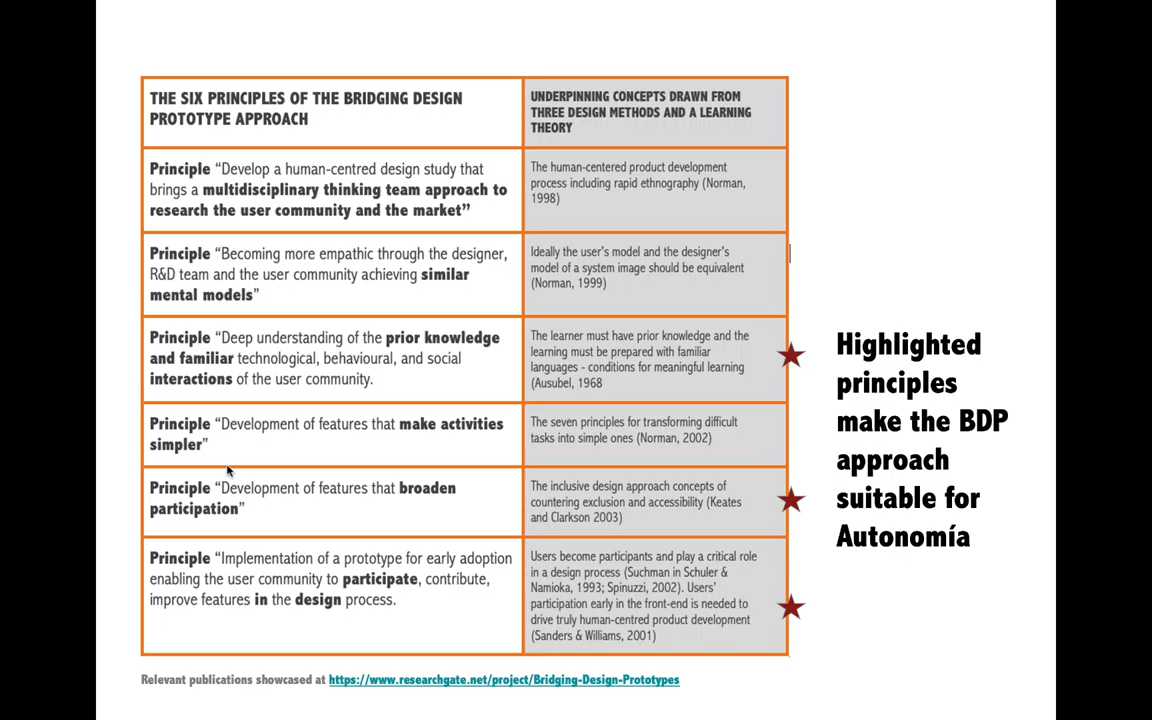 THE SIX PRINCIPLES OF THE BRIDGING DESIGN
PROTOTYPE APPROACH
UNDERPINNING CONCEPTS DRAWN FROM
THREE DESIGN METHODS AND A LEARNING
THEORY
Principle “Develop a human-centred design study that
brings a multidisciplinary thinking team approach to
research the user community and the market”
The human-centered product development
process including rapid ethnography (Norman,
1998)
Principle “Becoming more empathic through the designer,
R&D team and the user community achieving similar
mental models”
Ideally the user’s model and the designer’s
model of a system image should be equivalent
(Norman, 1999)
Principle “Deep understanding of the prior knowledge
and familiar technological, behavioural, and social
interactions of the user community.
The learner must have prior knowledge and the
learning must be prepared with familiar
languages - conditions for meaningful learning
(Ausubel, 1968
Principle “Development of features that make activities
simpler”
The seven principles for transforming difficult
tasks into simple ones (Norman, 2002)
Principle “Development of features that broaden
participation”
The inclusive design approach concepts of
countering exclusion and accessibility (Keates
and Clarkson 2003)
Principle “Implementation of a prototype for early adoption
enabling the user community to participate, contribute,
improve features in the design process.
Users become participants and play a critical role
in a design process (Suchman in Schuler &
Namioka, 1993; Spinuzzi, 2002). Users’
participation early in the front-end is needed to
drive truly human-centred product development
(Sanders & Williams, 2001)
Highlighted
principles
make the BDP
approach
suitable for
Autonomía
Relevant publications showcased at https://www.researchgate.net/project/Bridging-Design-Prototypes